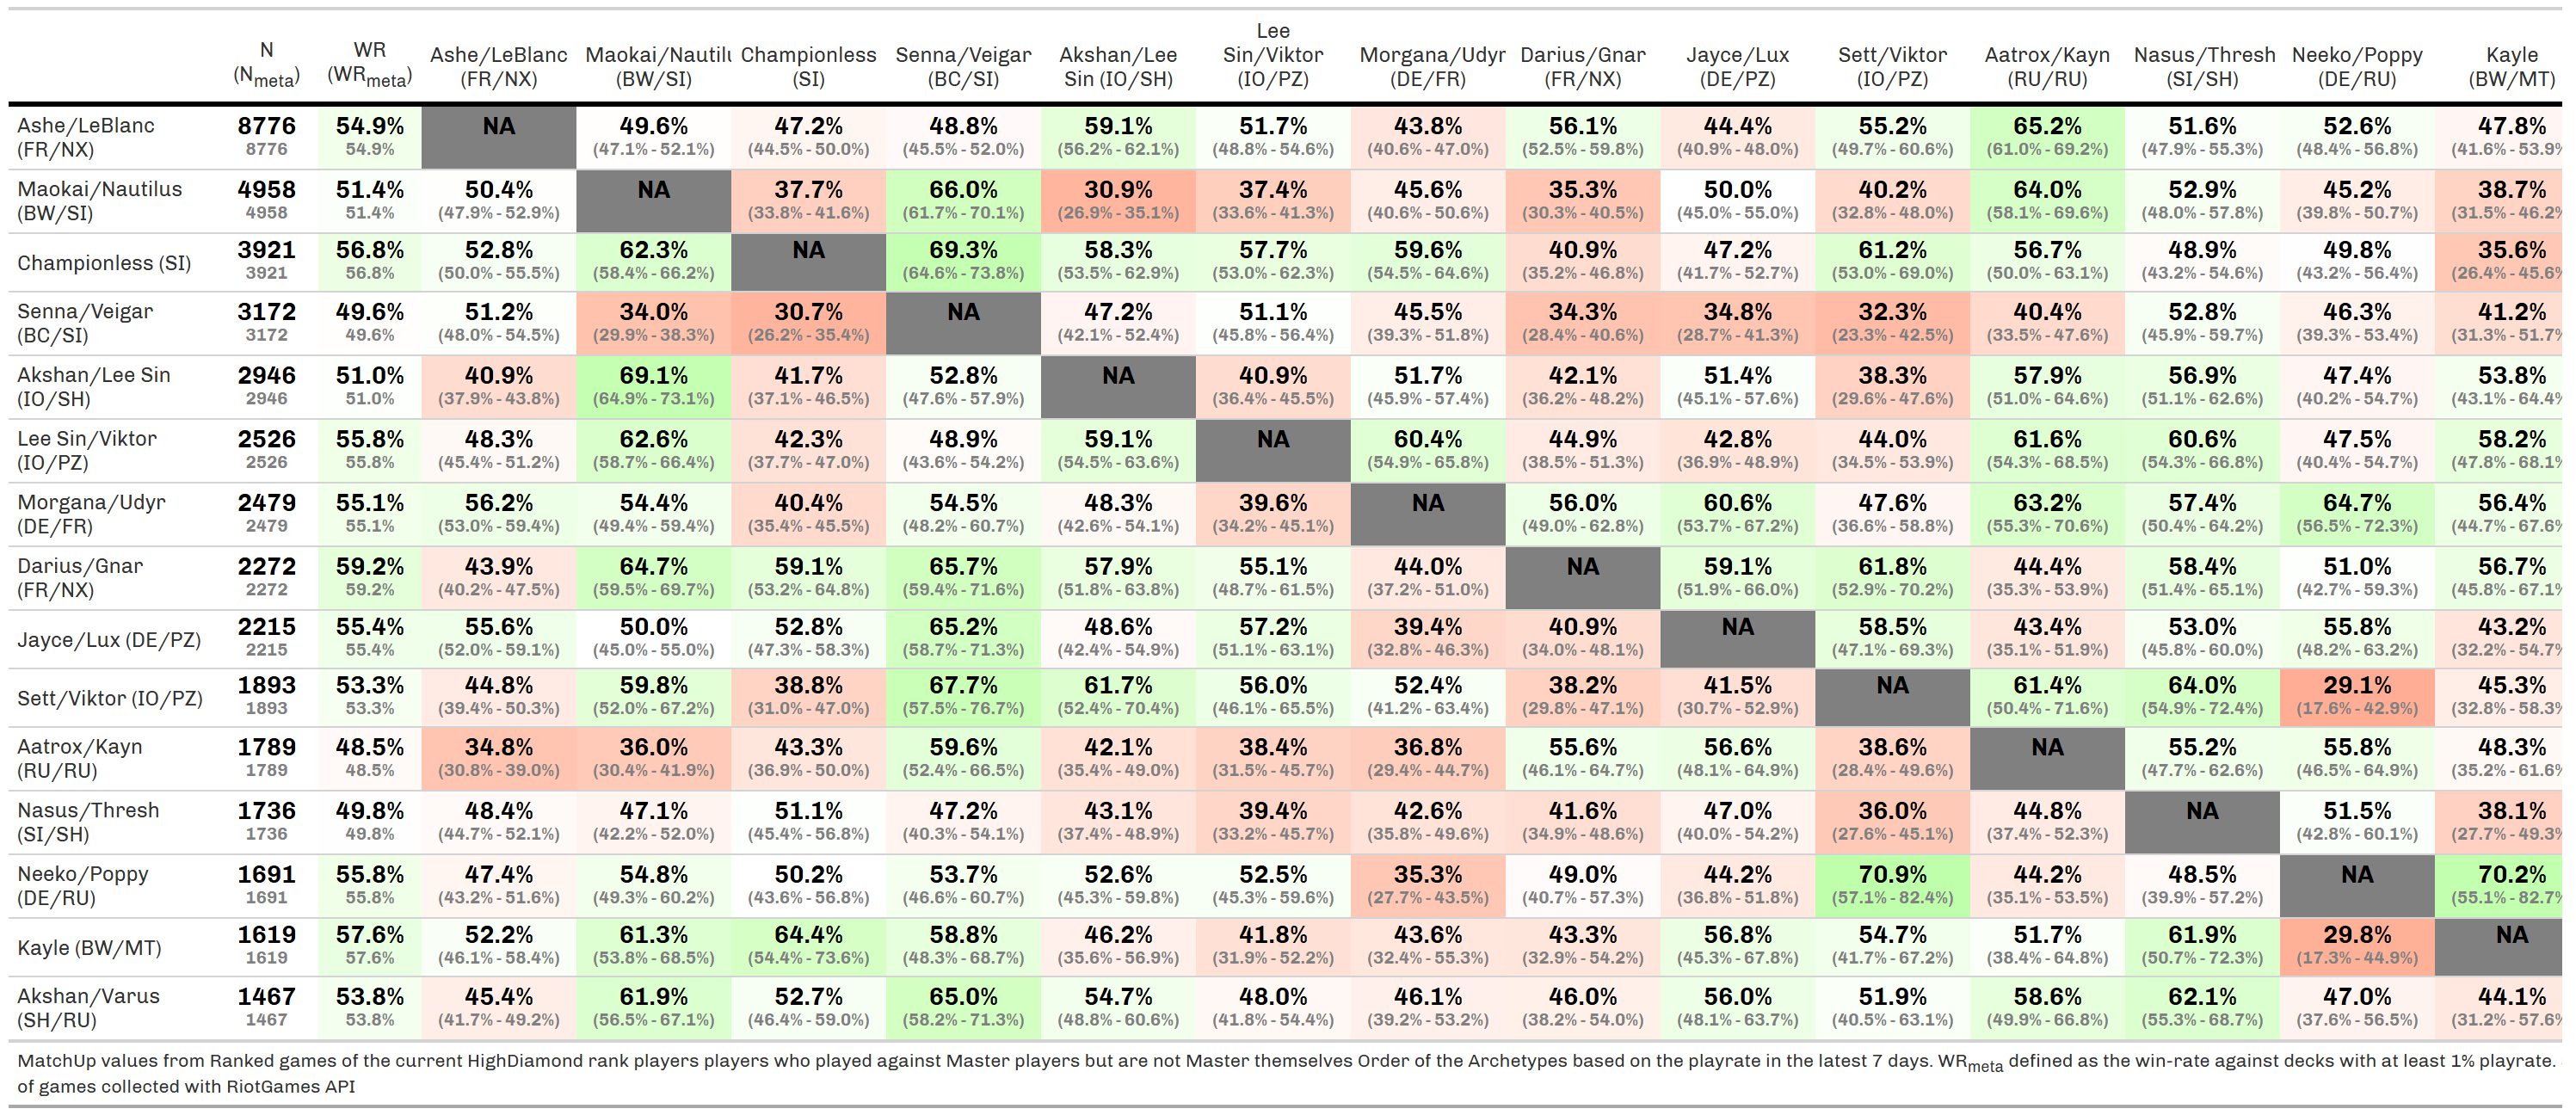 N (N_meta) WR (WR_meta) Ashe/LeBlanc (FR/NX) Maokai/Nautilu (BW/SI) Championless (SI) Senna/Veigar (BC/SI) Akshan/Lee Sin (IO/SH) Lee Sin/Viktor (IO/PZ) Morgana/Udyr (DE/FR) Darius/Gnar (FR/NX) Jayce/Lux (DE/PZ) Sett/Viktor (IO/PZ) Aatrox/Kayn (RU/RU) Nasus/Thresh (SI/SH) Neeko/Poppy (DE/RU) Kayle (BW/MT)
Ashe/LeBlanc 8776 54.9% NA 49.6% 47.2% 48.8% 59.1% 51.7% 43.8% 56.1% 44.4% 55.2% 65.2% 51.6% 52.6% 47.8%
(FR/NX) 8776 54.9% (47.1% - 52.1%) (44.5% - 50.0%) (45.5% - 52.0%) (56.2% - 62.1%) (48.8% - 54.6%) (40.6% - 47.0%) (52.5% - 59.8%) (40.9% - 48.0%) (49.7% - 60.6%) (61.0% - 69.2%) (47.9% - 55.3%) (48.4% - 56.8%) (41.6% - 53.9%
Maokai/Nautilus 4958 51.4% 50.4% NA 37.7% 66.0% 30.9% 37.4% 45.6% 35.3% 50.0% 40.2% 64.0% 52.9% 45.2% 38.7%
(BW/SI) 4958 51.4% (47.9% - 52.9%) (33.8% - 41.6%) (61.7% - 70.1%) (26.9% - 35.1%) (33.6% - 41.3%) (40.6% - 50.6%) (30.3% - 40.5%) (45.0% - 55.0%) (32.8% - 48.0%) (58.1% - 69.6%) (48.0% - 57.8%) (39.8% - 50.7%) (31.5% - 46.2%
Championless (SI) 3921 56.8% 52.8% 62.3% NA 69.3% 58.3% 57.7% 59.6% 40.9% 47.2% 61.2% 56.7% 48.9% 49.8% 35.6%
3921 56.8% (50.0% - 55.5%) (58.4% - 66.2%) (64.6% - 73.8%) (53.5% - 62.9%) (53.0% - 62.3%) (54.5% - 64.6%) (35.2% - 46.8%) (41.7% - 52.7%) (53.0% - 69.0%) (50.0% - 63.1%) (43.2% - 54.6%) (43.2% - 56.4%) (26.4% - 45.6%
Senna/Veigar 3172 49.6% 51.2% 34.0% 30.7% NA 47.2% 51.1% 45.5% 34.3% 34.8% 32.3% 40.4% 52.8% 46.3% 41.2%
(BC/SI) 3172 49.6% (48.0% - 54.5%) (29.9% - 38.3%) (26.2% - 35.4%) (42.1% - 52.4%) (45.8% - 56.4%) (39.3% - 51.8%) (28.4% - 40.6%) (28.7% - 41.3%) (23.3% - 42.5%) (33.5% - 47.6%) (45.9% - 59.7%) (39.3% - 53.4%) (31.3% - 51.7%
Akshan/Lee Sin 2946 51.0% 40.9% 69.1% 41.7% 52.8% NA 40.9% 51.7% 42.1% 51.4% 38.3% 57.9% 56.9% 47.4% 53.8%
(IO/SH) 2946 51.0% (37.9% - 43.8%) (64.9% - 73.1%) (37.1% - 46.5%) (47.6% - 57.9%) (36.4% - 45.5%) (45.9% - 57.4%) (36.2% - 48.2%) (45.1% - 57.6%) (29.6% - 47.6%) (51.0% - 64.6%) (51.1% - 62.6%) (40.2% - 54.7%) (43.1% - 64.4%
Lee Sin/Viktor 2526 55.8% 48.3% 62.6% 42.3% 48.9% 59.1% NA 60.4% 44.9% 42.8% 44.0% 61.6% 60.6% 47.5% 58.2%
(IO/PZ) 2526 55.8% (45.4% - 51.2%) (58.7% - 66.4%) (37.7% - 47.0%) (43.6% - 54.2%) (54.5% - 63.6%) (54.9% - 65.8%) (38.5% - 51.3%) (36.9% - 48.9%) (34.5% - 53.9%) (54.3% - 68.5%) (54.3% - 66.8%) (40.4% - 54.7%) (47.8% - 68.1%
Morgana/Udyr 2479 55.1% 56.2% 54.4% 40.4% 54.5% 48.3% 39.6% NA 56.0% 60.6% 47.6% 63.2% 57.4% 64.7% 56.4%
(DE/FR) 2479 55.1% (53.0% - 59.4%) (49.4% - 59.4%) (35.4% - 45.5%) (48.2% - 60.7%) (42.6% - 54.1%) (34.2% - 45.1%) (49.0% - 62.8%) (53.7% - 67.2%) (36.6% - 58.8%) (55.3% - 70.6%) (50.4% - 64.2%) (56.5% - 72.3%) (44.7% - 67.6%
Darius/Gnar 2272 59.2% 43.9% 64.7% 59.1% 65.7% 57.9% 55.1% 44.0% NA 59.1% 61.8% 44.4% 58.4% 51.0% 56.7%
(FR/NX) 2272 59.2% (40.2% - 47.5%) (59.5% - 69.7%) (53.2% - 64.8%) (59.4% - 71.6%) (51.8% - 63.8%) (48.7% - 61.5%) (37.2% - 51.0%) (51.9% - 66.0%) (52.9% - 70.2%) (35.3% - 53.9%) (51.4% - 65.1%) (42.7% - 59.3%) (45.8% - 67.1%
Jayce/Lux (DE/PZ) 2215 55.4% 55.6% 50.0% 52.8% 65.2% 48.6% 57.2% 39.4% 40.9% NA 58.5% 43.4% 53.0% 55.8% 43.2%
2215 55.4% (52.0% - 59.1%) (45.0% - 55.0%) (47.3% - 58.3%) (58.7% - 71.3%) (42.4% - 54.9%) (51.1% - 63.1%) (32.8% - 46.3%) (34.0% - 48.1%) (47.1% - 69.3%) (35.1% - 51.9%) (45.8% - 60.0%) (48.2% - 63.2%) (32.2% - 54.7%
Sett/Viktor (IO/PZ) 1893 53.3% 44.8% 59.8% 38.8% 67.7% 61.7% 56.0% 52.4% 38.2% 41.5% NA 61.4% 64.0% 29.1% 45.3%
1893 53.3% (39.4% - 50.3%) (52.0% - 67.2%) (31.0% - 47.0%) (57.5% - 76.7%) (52.4% - 70.4%) (46.1% - 65.5%) (41.2% - 63.4%) (29.8% - 47.1%) (30.7% - 52.9%) (50.4% - 71.6%) (54.9% - 72.4%) (17.6% - 42.9%) (32.8% - 58.3%
Aatrox/Kayn 1789 48.5% 34.8% 36.0% 43.3% 59.6% 42.1% 38.4% 36.8% 55.6% 56.6% 38.6% NA 55.2% 55.8% 48.3%
(RU/RU) 1789 48.5% (30.8% - 39.0%) (30.4% - 41.9%) (36.9% - 50.0%) (52.4% - 66.5%) (35.4% - 49.0%) (31.5% - 45.7%) (29.4% - 44.7%) (46.1% - 64.7%) (48.1% - 64.9%) (28.4% - 49.6%) (47.7% - 62.6%) (46.5% - 64.9%) (35.2% - 61.6%
Nasus/Thresh 1736 49.8% 48.4% 47.1% 51.1% 47.2% 43.1% 39.4% 42.6% 41.6% 47.0% 36.0% 44.8% NA 51.5% 38.1%
(SI/SH) 1736 49.8% (44.7% - 52.1%) (42.2% - 52.0%) (45.4% - 56.8%) (40.3% - 54.1%) (37.4% - 48.9%) (33.2% - 45.7%) (35.8% - 49.6%) (34.9% - 48.6%) (40.0% - 54.2%) (27.6% - 45.1%) (37.4% - 52.3%) (42.8% - 60.1%) (27.7% - 49.3%
Neeko/Poppy 1691 55.8% 47.4% 54.8% 50.2% 53.7% 52.6% 52.5% 35.3% 49.0% 44.2% 70.9% 44.2% 48.5% NA 70.2%
(DE/RU) 1691 55.8% (43.2% - 51.6%) (49.3% - 60.2%) (43.6% - 56.8%) (46.6% - 60.7%) (45.3% - 59.8%) (45.3% - 59.6%) (27.7% - 43.5%) (40.7% - 57.3%) (36.8% - 51.8%) (57.1% - 82.4%) (35.1% - 53.5%) (39.9% - 57.2%) (55.1% - 82.7%
Kayle (BW/MT) 1619 57.6% 52.2% 61.3% 64.4% 58.8% 46.2% 41.8% 43.6% 43.3% 56.8% 54.7% 51.7% 61.9% 29.8% NA
1619 57.6% (46.1% - 58.4%) (53.8% - 68.5%) (54.4% - 73.6%) (48.3% - 68.7%) (35.6% - 56.9%) (31.9% - 52.2%) (32.4% - 55.3%) (32.9% - 54.2%) (45.3% - 67.8%) (41.7% - 67.2%) (38.4% - 64.8%) (50.7% - 72.3%) (17.3% - 44.9%)
Akshan/Varus 1467 53.8% 45.4% 61.9% 52.7% 65.0% 54.7% 48.0% 46.1% 46.0% 56.0% 51.9% 58.6% 62.1% 47.0% 44.1%
(SH/RU) 1467 53.8% (41.7% - 49.2%) (56.5% - 67.1%) (46.4% - 59.0%) (58.2% - 71.3%) (48.8% - 60.6%) (41.8% - 54.4%) (39.2% - 53.2%) (38.2% - 54.0%) (48.1% - 63.7%) (40.5% - 63.1%) (49.9% - 66.8%) (55.3% - 68.7%) (37.6% - 56.5%) (31.2% - 57.6%
MatchUp values from Ranked games of the current HighDiamond rank players players who played against Master players but are not Master themselves Order of the Archetypes based on the playrate in the latest 7 days. WR_meta defined as the win-rate against decks with at least 1% playrate.
of games collected with RiotGames API